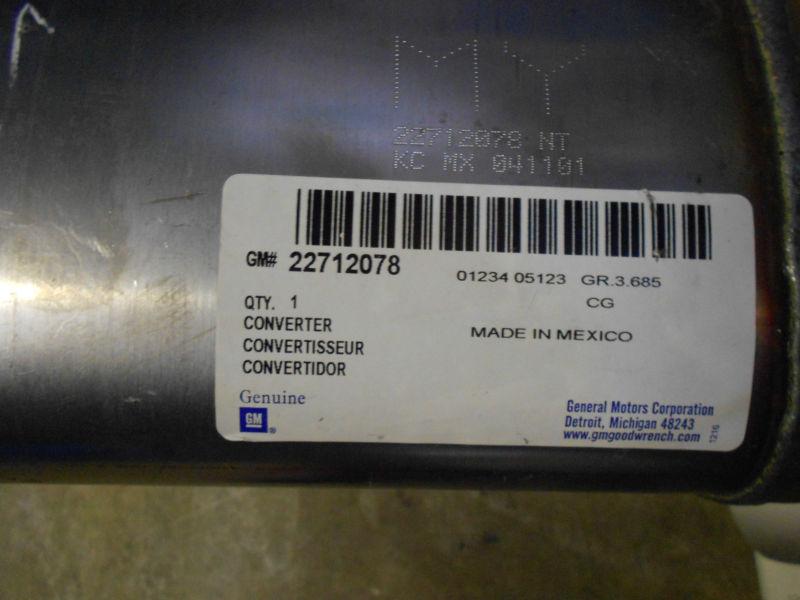 MY
22712078 NT
KC MX 041101
GM# 22712078
01234 05123 GR.3.685
CG
QTY. 1
CONVERTER
MADE IN MEXICO
CONVERTISSEUR
CONVERTIDOR
Genuine
GM ®
General Motors Corporation
Detroit, Michigan 48243
www.gmgoodwrench.com
1216